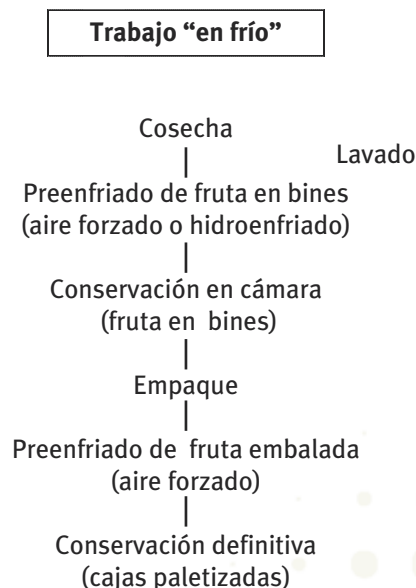 Trabajo “en frío”
Cosecha
Lavado
Preenfriado de fruta en bines
(aire forzado o hidroenfriado)
Conservación en cámara
(fruta en bines)
Empaque
Preenfriado de fruta embalada
(aire forzado)
Conservación definitiva
(cajas paletizadas)